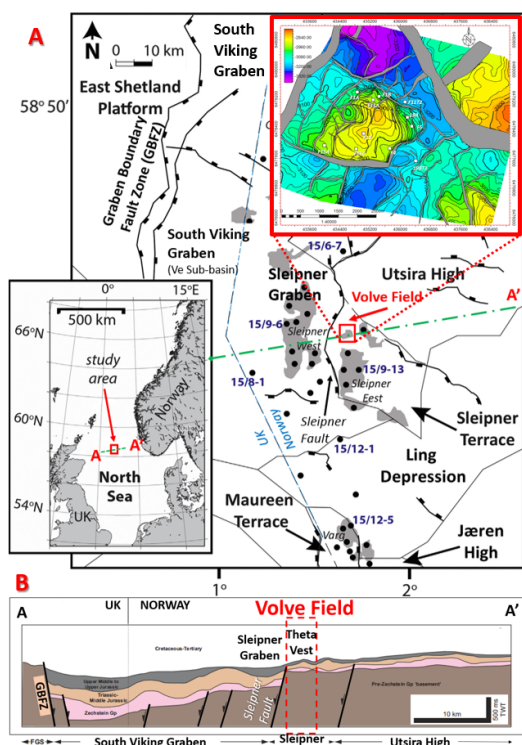 A
N
0 10 km
South
Viking
Graben
East Shetland
Platform
58° 50'
Graben Boundary
Fault Zone (GBFZ)
South Viking
Graben
(Ve Sub-basin)
15/6-7
Utsira High
Sleipner
Graben
Volve Field
A'
15/9-6
Sleipner
West
15/8-1
15/9-13
Sleipner
Eest
Sleipner
Fault
Sleipner
Terrace
UK
Norway
15/12-1
Ling
Depression
Maureen
Terrace
15/12-5
Varg
Jæren
High
1°
2°
0° 15°E
500 km
66°N
study
area
60°N
Norway
A A'
North
Sea
54°N
UK
B
A
UK NORWAY
Volve Field
A'
Cretaceous-Tertiary
Sleipner
Graben
Theta
Vest
Upper Middle to
Upper Jurassic
Triassic-
Middle Jurassic
Zechstein Gp
GBFZ
Sleipner
Fault
Pre-Zechstein Gp 'basement'
10 km
500 ms
TWT
FGS
South Viking Graben
Sleipner
Utsira High